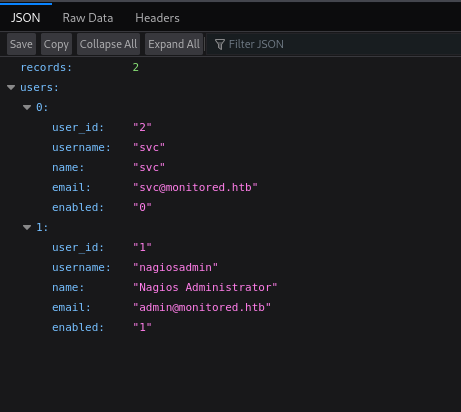 JSON Raw Data Headers
Save Copy Collapse All Expand All Filter JSON
records: 2
users:
0:
user_id: "2"
username: "svc"
name: "svc"
email: "svc@monitored.htb"
enabled: "0"
1:
user_id: "1"
username: "nagiosadmin"
name: "Nagios Administrator"
email: "admin@monitored.htb"
enabled: "1"